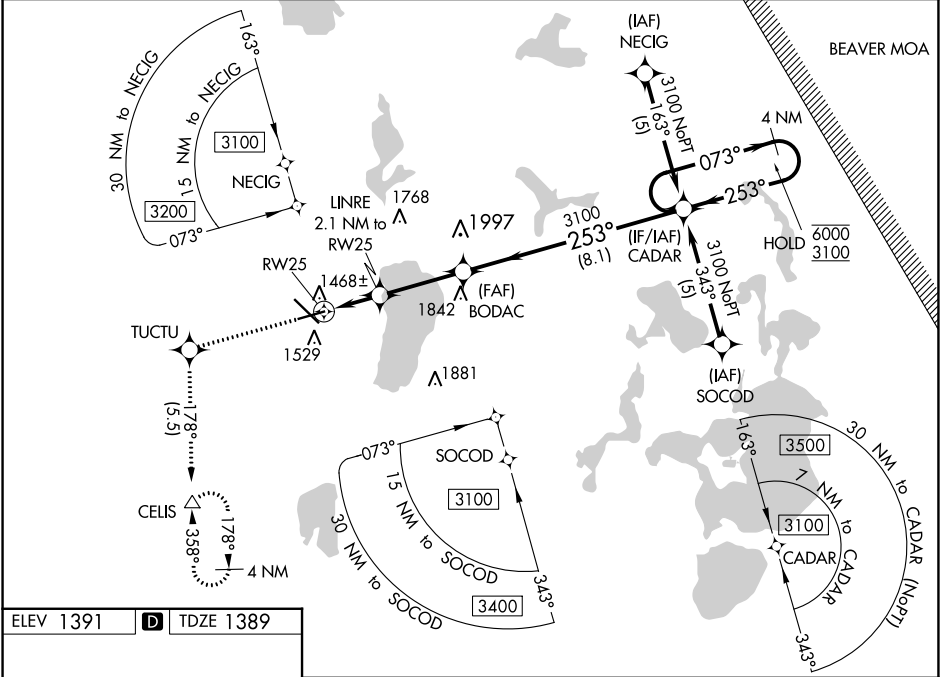 (IAF)
NECIG
BEAVER MOA
3100 NoPT
163°
(5)
4 NM
073°
253°
HOLD
6000
3100
(IF/IAF)
CADAR
3100 NoPT
343°
(5)
(IAF)
SOCOD
30 NM to NECIG
15 NM to NECIG
163°
3100
NECIG
3200
073°
LINRE
2.1 NM to
RW25
1768
1997
3100
253°
(8.1)
RW25
1468±
1842
(FAF)
BODAC
1529
1881
TUCTU
178°
(5.5)
CELIS
178°
358°
4 NM
073°
SOCOD
3100
15 NM to SOCOD
30 NM to SOCOD
3400
343°
163°
3500
30 NM to CADAR (NoPT)
7 NM to CADAR
3100
CADAR
343°
ELEV 1391
D
TDZE 1389